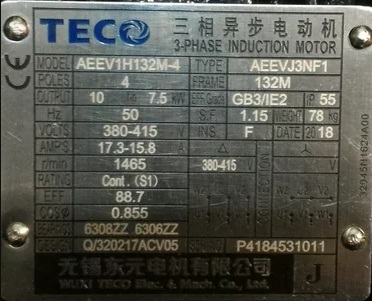 TECO 三相异步电动机
3-PHASE INDUCTION MOTOR
MODEL AEEV1H132M-4 TYPE AEEVJ3NF1
POLES 4 FRAME 132M
OUTPUT 10 HP 7.5 kW Eff.Grade GB3/IE2 IP 55
Hz 50 S.F. 1.15 WEIGHT 78 kg
VOLTS 380-415 INS F DATE 2018
AMPS. 17.3-15.8
r/min 1465 380-415 V
RATING Cont. (S1)
EFF 88.7
COSφ 0.855
6308ZZ 6306ZZ
DESIGN Q/320217ACV05 P4184531011
无锡东元电机有限公司 J
WUXI TECO Elec. & Mach. Co., Ltd.